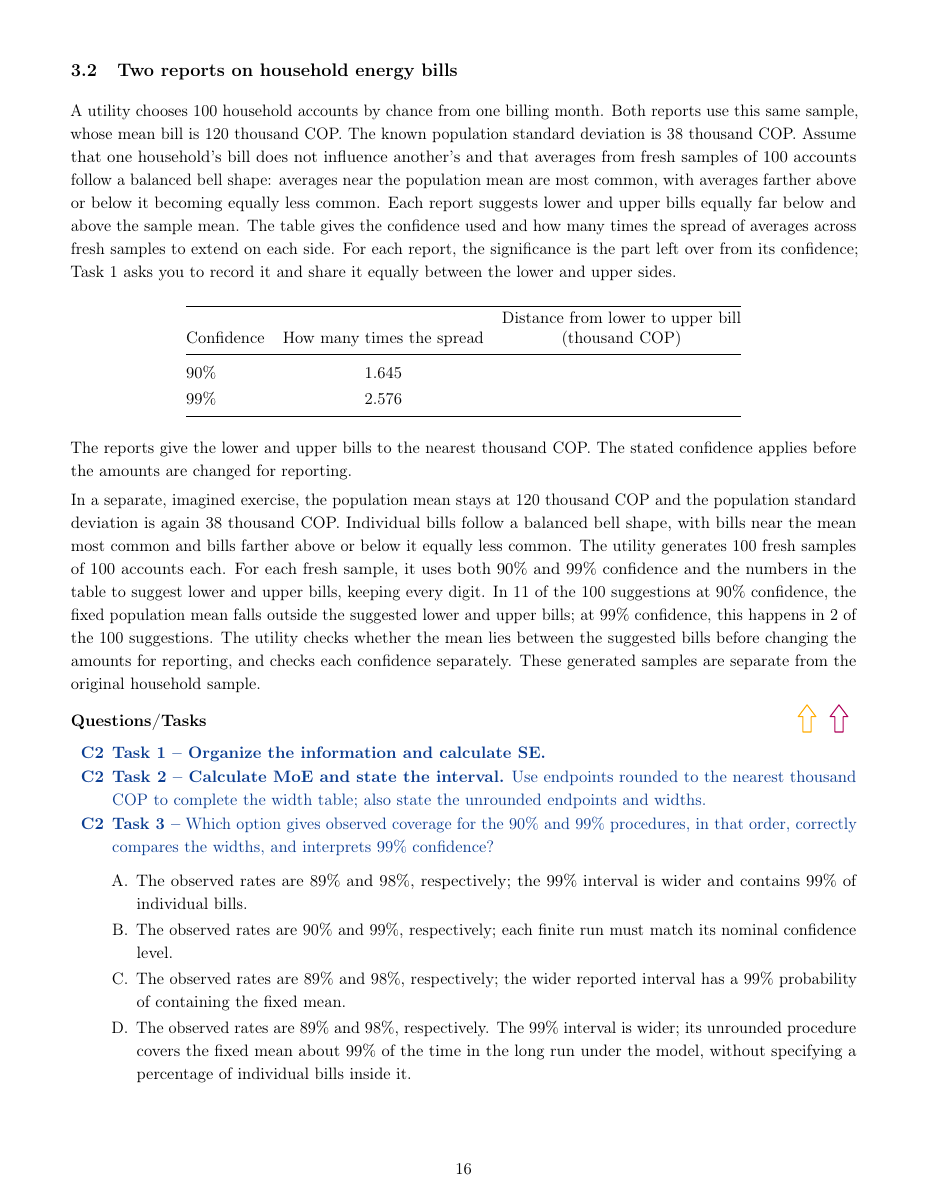 3.2 Two reports on household energy bills
A utility chooses 100 household accounts by chance from one billing month. Both reports use this same sample,
whose mean bill is 120 thousand COP. The known population standard deviation is 38 thousand COP. Assume
that one household's bill does not influence another's and that averages from fresh samples of 100 accounts
follow a balanced bell shape: averages near the population mean are most common, with averages farther above
or below it becoming equally less common. Each report suggests lower and upper bills equally far below and
above the sample mean. The table gives the confidence used and how many times the spread of averages across
fresh samples to extend on each side. For each report, the significance is the part left over from its confidence;
Task 1 asks you to record it and share it equally between the lower and upper sides.
Distance from lower to upper bill
Confidence How many times the spread (thousand COP)
90% 1.645
99% 2.576
The reports give the lower and upper bills to the nearest thousand COP. The stated confidence applies before
the amounts are changed for reporting.
In a separate, imagined exercise, the population mean stays at 120 thousand COP and the population standard
deviation is again 38 thousand COP. Individual bills follow a balanced bell shape, with bills near the mean
most common and bills farther above or below it equally less common. The utility generates 100 fresh samples
of 100 accounts each. For each fresh sample, it uses both 90% and 99% confidence and the numbers in the
table to suggest lower and upper bills, keeping every digit. In 11 of the 100 suggestions at 90% confidence, the
fixed population mean falls outside the suggested lower and upper bills; at 99% confidence, this happens in 2 of
the 100 suggestions. The utility checks whether the mean lies between the suggested bills before changing the
amounts for reporting, and checks each confidence separately. These generated samples are separate from the
original household sample.
Questions/Tasks
C2 Task 1 – Organize the information and calculate SE.
C2 Task 2 – Calculate MoE and state the interval. Use endpoints rounded to the nearest thousand
COP to complete the width table; also state the unrounded endpoints and widths.
C2 Task 3 – Which option gives observed coverage for the 90% and 99% procedures, in that order, correctly
compares the widths, and interprets 99% confidence?
A. The observed rates are 89% and 98%, respectively; the 99% interval is wider and contains 99% of
individual bills.
B. The observed rates are 90% and 99%, respectively; each finite run must match its nominal confidence
level.
C. The observed rates are 89% and 98%, respectively; the wider reported interval has a 99% probability
of containing the fixed mean.
D. The observed rates are 89% and 98%, respectively. The 99% interval is wider; its unrounded procedure
covers the fixed mean about 99% of the time in the long run under the model, without specifying a
percentage of individual bills inside it.
16